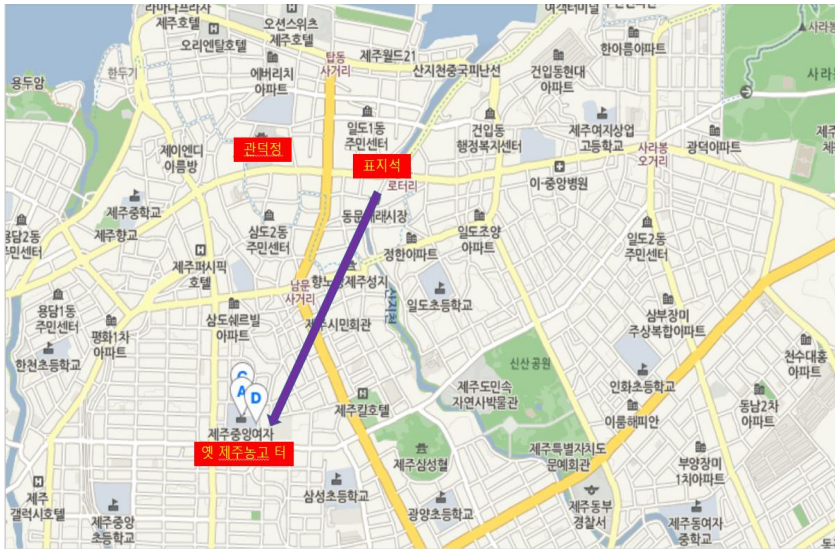 라마다프라자
제주호텔
오션스위츠
제주호텔
여객터미널
오리엔탈호텔
탑동
사거리
제주월드21
산지천중국피난선
한아름아파트
사라봉
용두암
한두기
에버리치
아파트
건입동현대
아파트
일도1동
주민센터
건입동
행정복지센터
제주여자상업
고등학교
사라봉
오거리
광덕아파트
제이엔디
아름방
관덕정
표지석
로터리
이·중앙병원
제주중학교
제주향교
삼도2동
주민센터
일도조양
아파트
일도2동
주민센터
정한아파트
용담2동
주민센터
제주퍼시픽
호텔
남문
사거리
일도초등학교
용담1동
주민센터
평화1차
아파트
삼도쉐르빌
아파트
제주시민회관
삼부장미
주상복합아파트
한천초등학교
신산공원
천수대홍
아파트
인화초등학교
제주도민속
자연사박물관
A
D
제주칼호텔
이룸해피안
동남2차
아파트
제주중앙여자
옛 제주농고 터
제주삼성혈
제주특별자치도
문예회관
부양장미
1차아파트
제주
갤럭시호텔
제주중앙
초등학교
삼성초등학교
광양초등학교
제주동부
경찰서
제주동여자
중학교